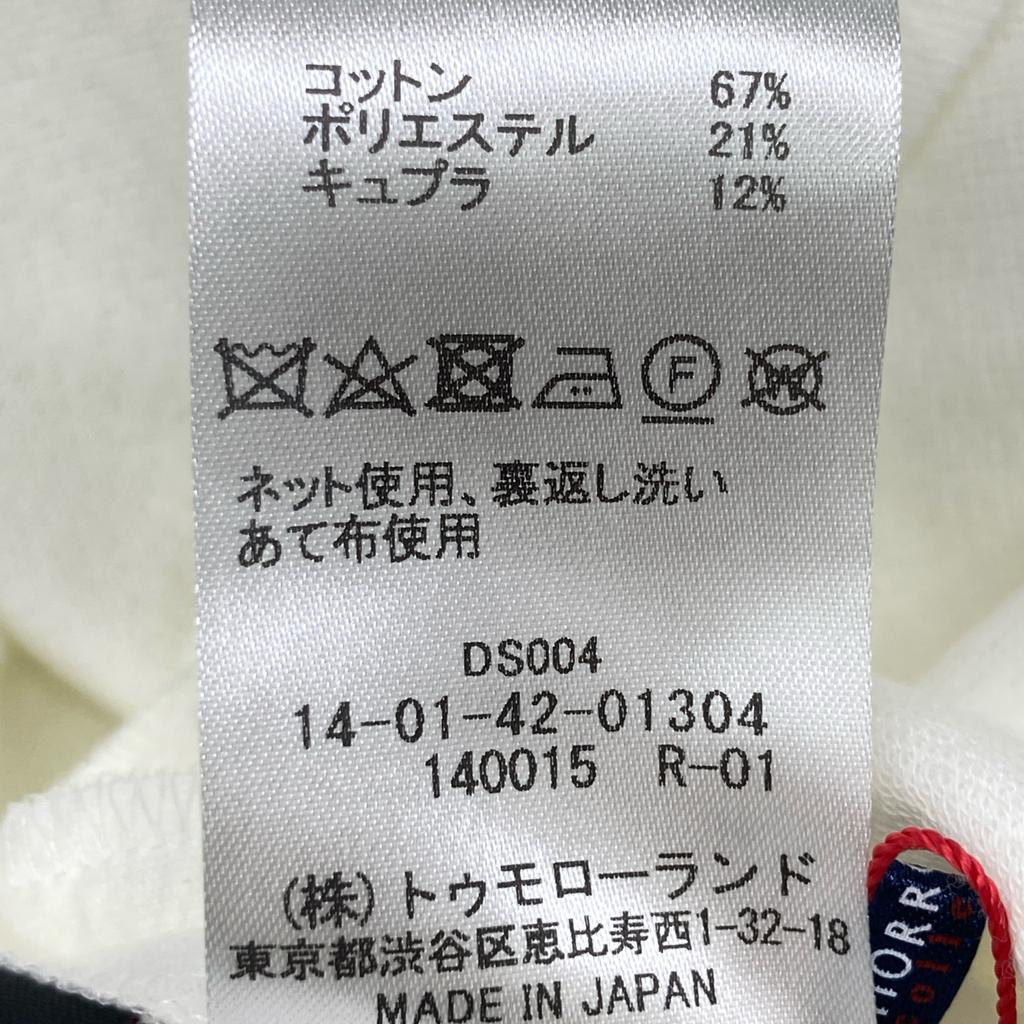 コットン 67%
ポリエステル 21%
キュプラ 12%
F
W
ネット使用、裏返し洗い
あて布使用
DS004
14-01-42-01304
140015 R-01
(株)トゥモローランド
東京都渋谷区恵比寿西1-32-18
MADE IN JAPAN